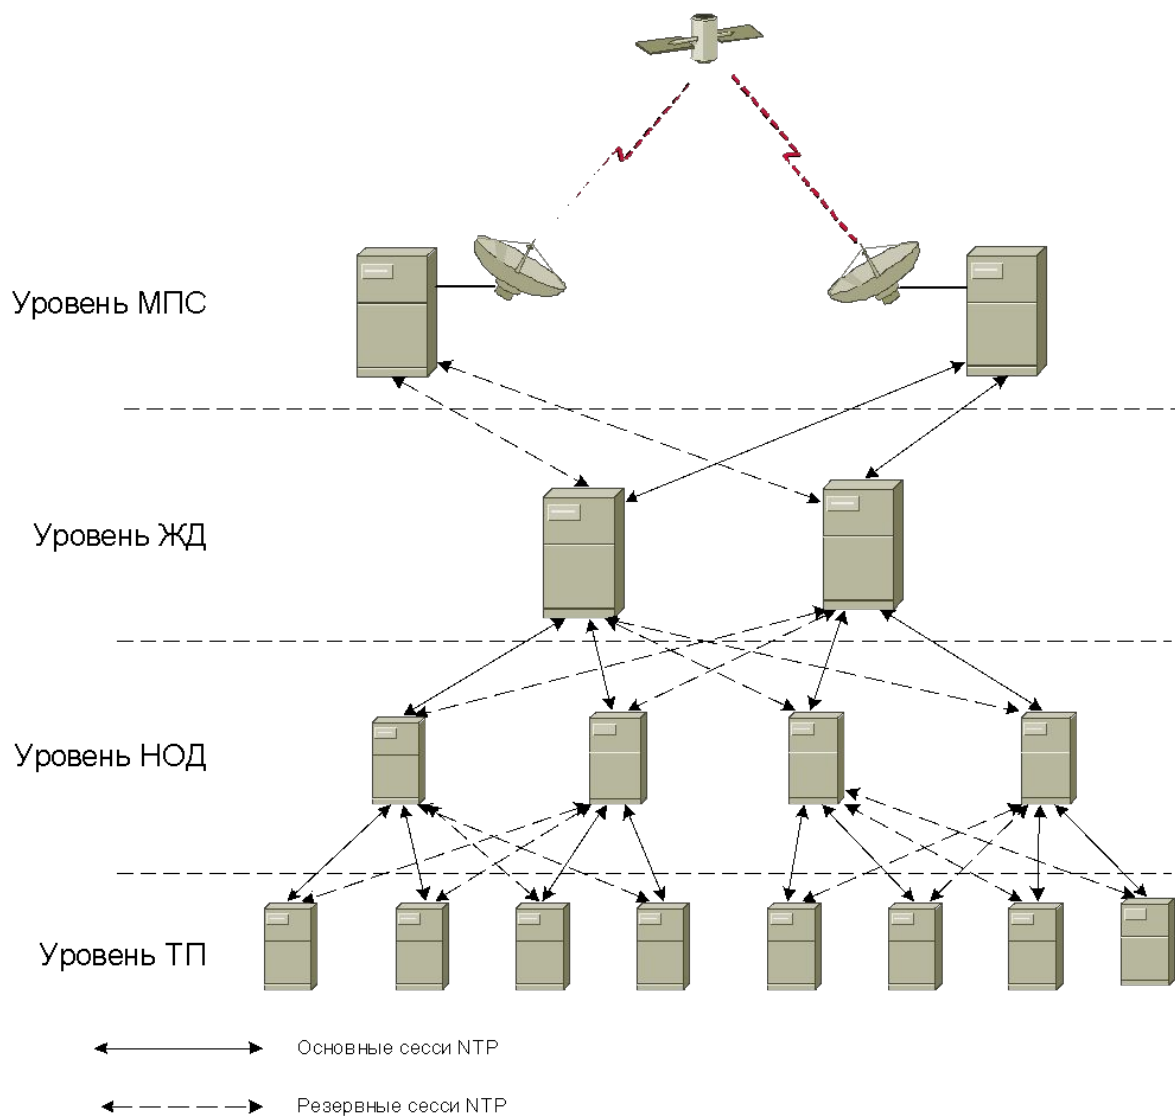 Уровень МПС
Уровень ЖД
Уровень НОД
Уровень ТП
Основные сесси NTP
Резервные сесси NTP